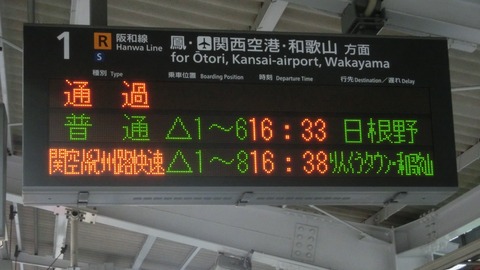 1 R 阪和線 鳳・✈関西空港・和歌山 方面
S Hanwa Line for Ōtori, Kansai-airport, Wakayama
種別 Type 乗車位置 Boarding Position 時刻 Departure Time 行先 Destination／遅れ Delay
通過
普通 △1～6 16：33 日根野
関空/紀州路快速 △1～8 16：38 りんくうタウン・和歌山